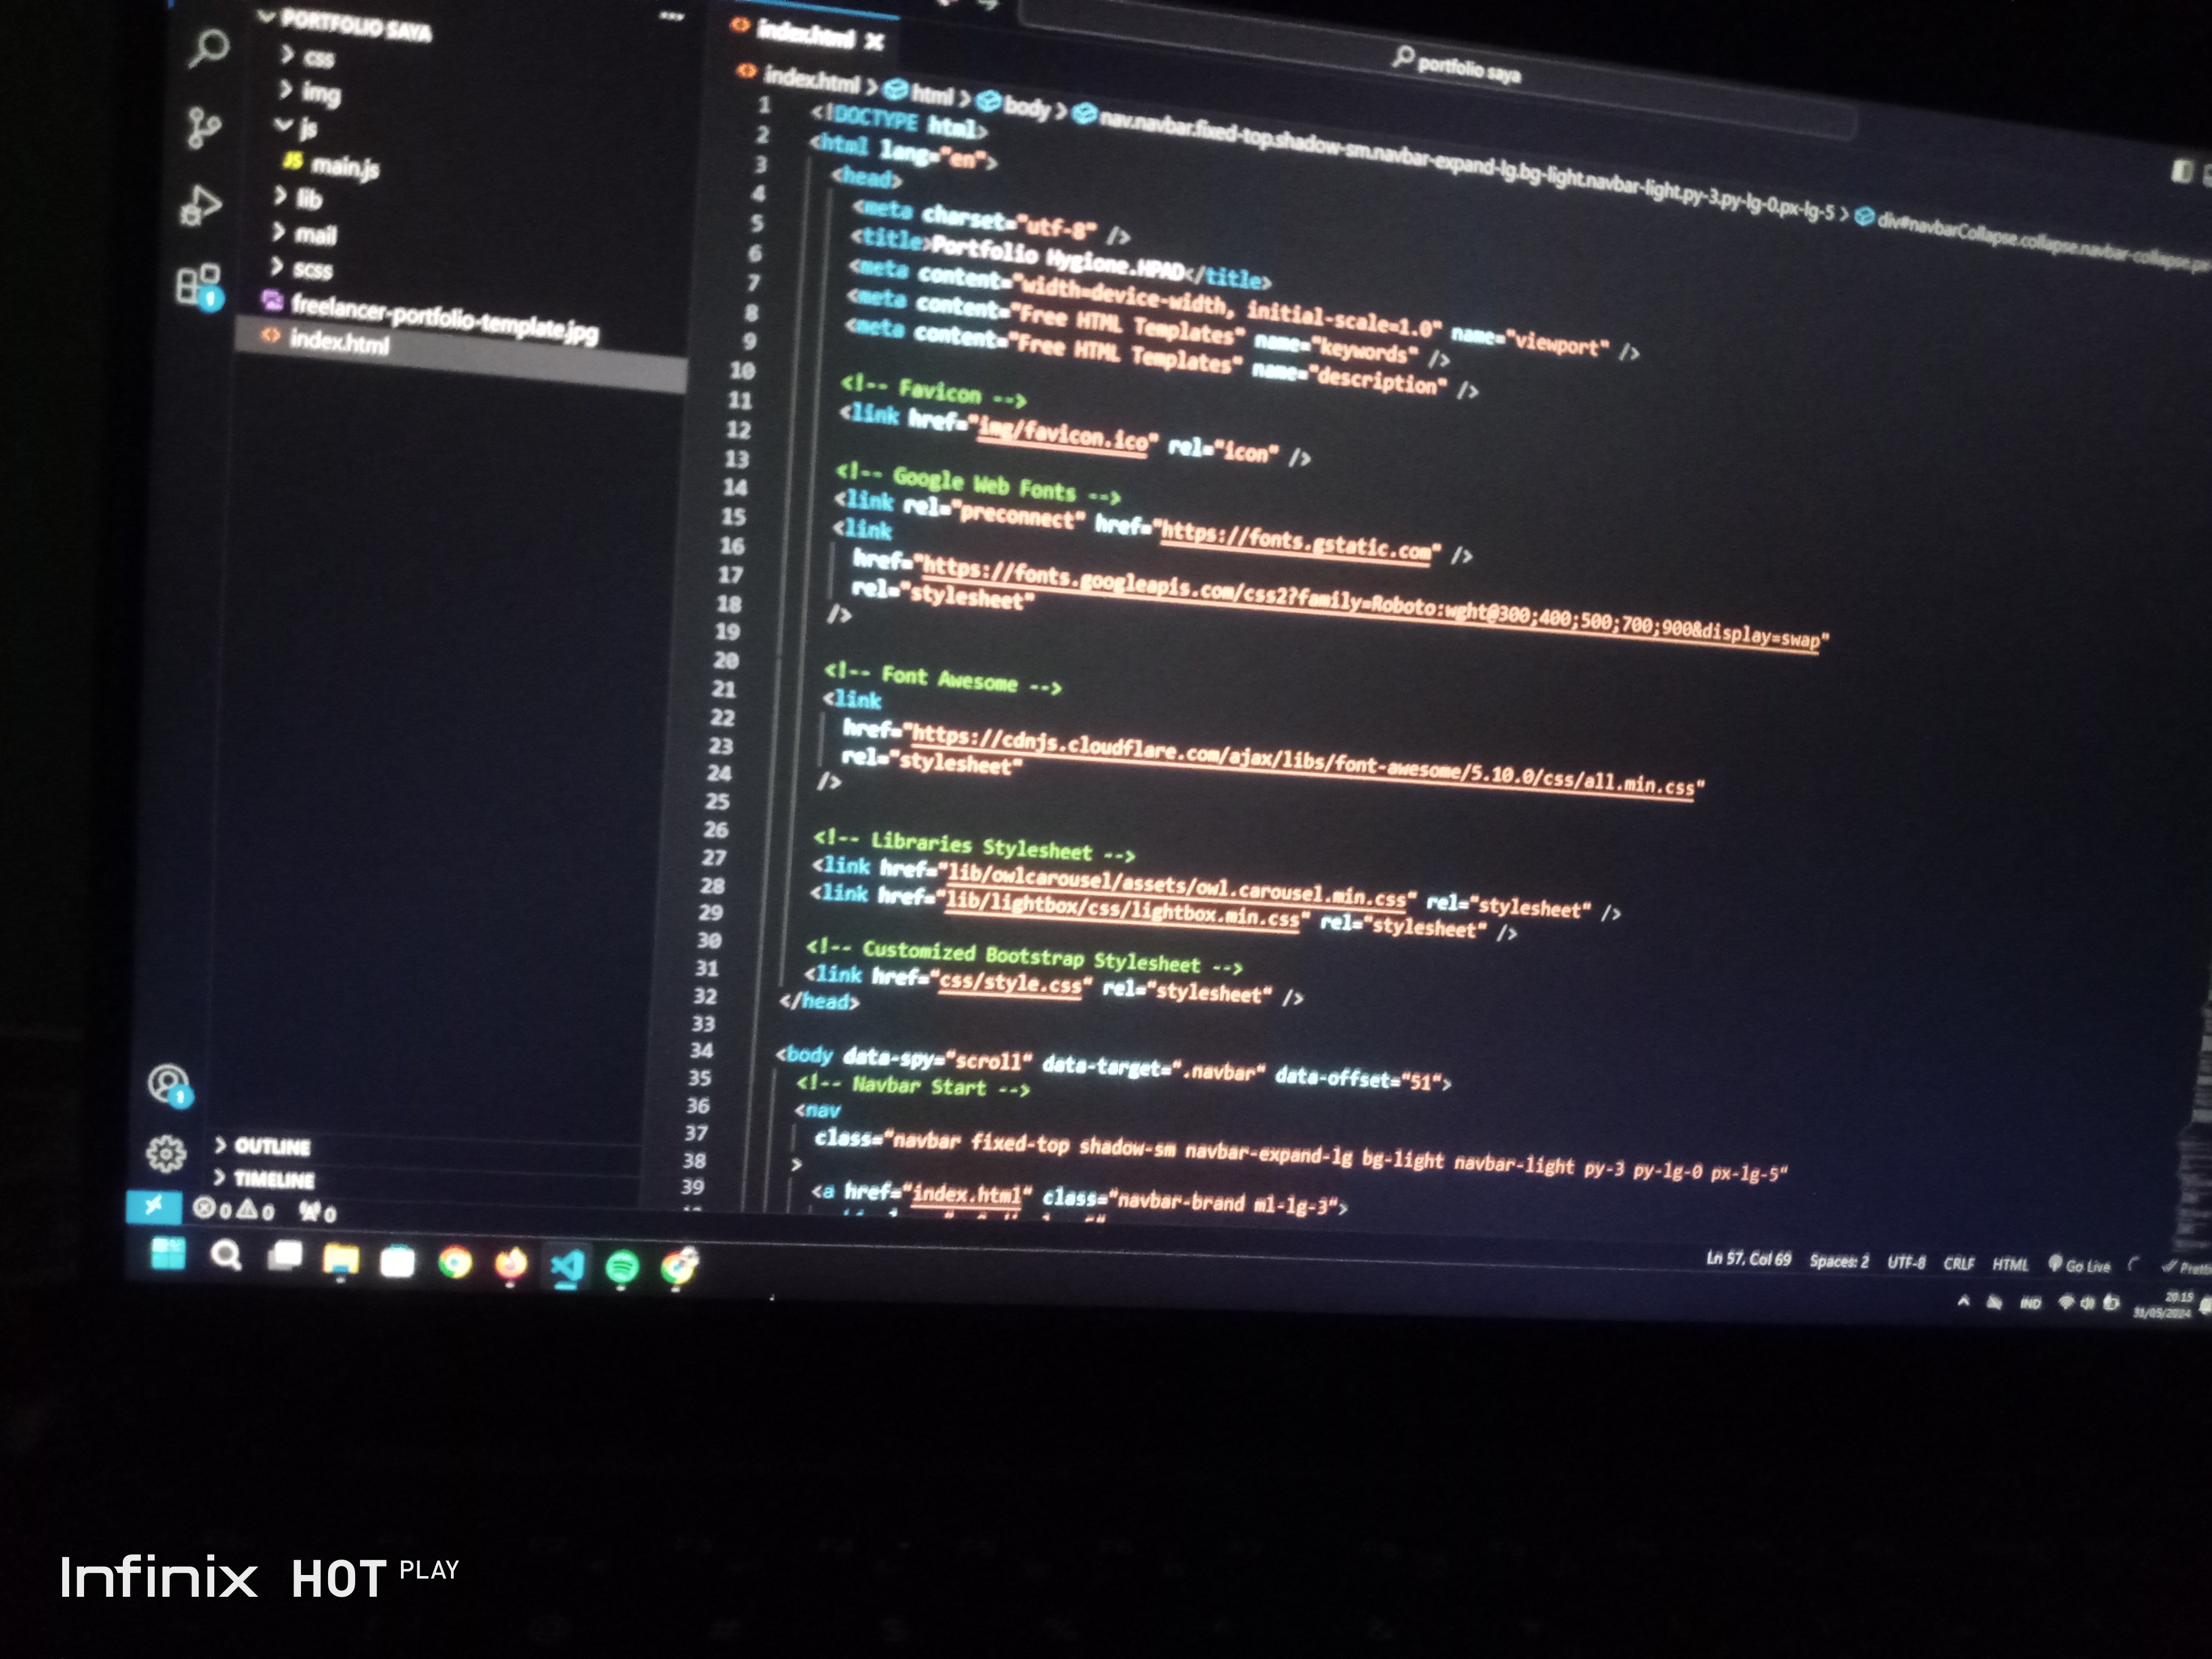 PORTFOLIO SAYA
css
img
js
JS main.js
lib
mail
scss
freelancer-portfolio-template.jpg
index.html
OUTLINE
TIMELINE
portfolio saya
index.html
index.html > html > body > nav.navbar.fixed-top.shadow-sm.navbar-expand-lg.bg-light.navbar-light.py-3.py-lg-0.px-lg-5 > div#navbarCollapse.collapse.navbar-collapse.px
1 <!DOCTYPE html>
2 <html lang="en">
3 <head>
4 <meta charset="utf-8" />
5 <title>Portfolio Hygione.HPAD</title>
6 <meta content="width=device-width, initial-scale=1.0" name="viewport" />
7 <meta content="Free HTML Templates" name="keywords" />
8 <meta content="Free HTML Templates" name="description" />
9
10 <!-- Favicon -->
11 <link href="img/favicon.ico" rel="icon" />
12
13 <!-- Google Web Fonts -->
14 <link rel="preconnect" href="https://fonts.gstatic.com" />
15 <link
16 href="https://fonts.googleapis.com/css2?family=Roboto:wght@300;400;500;700;900&display=swap"
17 rel="stylesheet"
18 />
19
20 <!-- Font Awesome -->
21 <link
22 href="https://cdnjs.cloudflare.com/ajax/libs/font-awesome/5.10.0/css/all.min.css"
23 rel="stylesheet"
24 />
25
26 <!-- Libraries Stylesheet -->
27 <link href="lib/owlcarousel/assets/owl.carousel.min.css" rel="stylesheet" />
28 <link href="lib/lightbox/css/lightbox.min.css" rel="stylesheet" />
29
30 <!-- Customized Bootstrap Stylesheet -->
31 <link href="css/style.css" rel="stylesheet" />
32 </head>
33
34 <body data-spy="scroll" data-target=".navbar" data-offset="51">
35 <!-- Navbar Start -->
36 <nav
37 class="navbar fixed-top shadow-sm navbar-expand-lg bg-light navbar-light py-3 py-lg-0 px-lg-5"
38 >
39 <a href="index.html" class="navbar-brand ml-lg-3">
0 0 0
Ln 57, Col 69 Spaces: 2 UTF-8 CRLF HTML Go Live
IND
20:15
31/05/2024
Infinix HOT PLAY